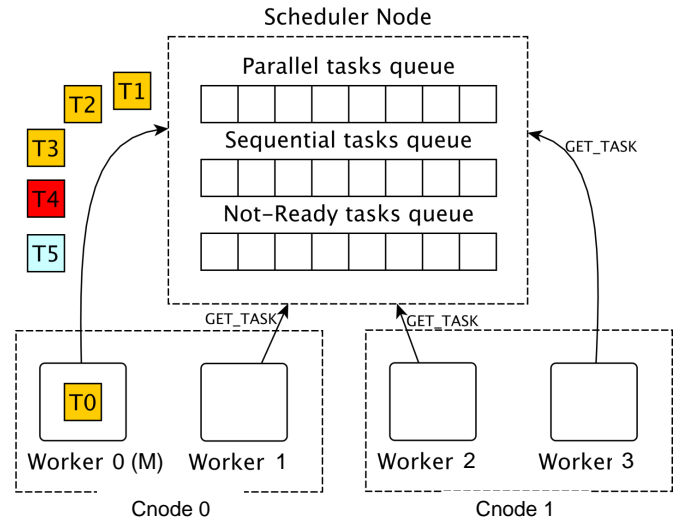 Scheduler Node
Parallel tasks queue
T1
T2
T3
Sequential tasks queue
GET_TASK
T4
Not-Ready tasks queue
T5
GET_TASK
GET_TASK
T0
Worker 0 (M)
Worker 1
Worker 2
Worker 3
Cnode 0
Cnode 1